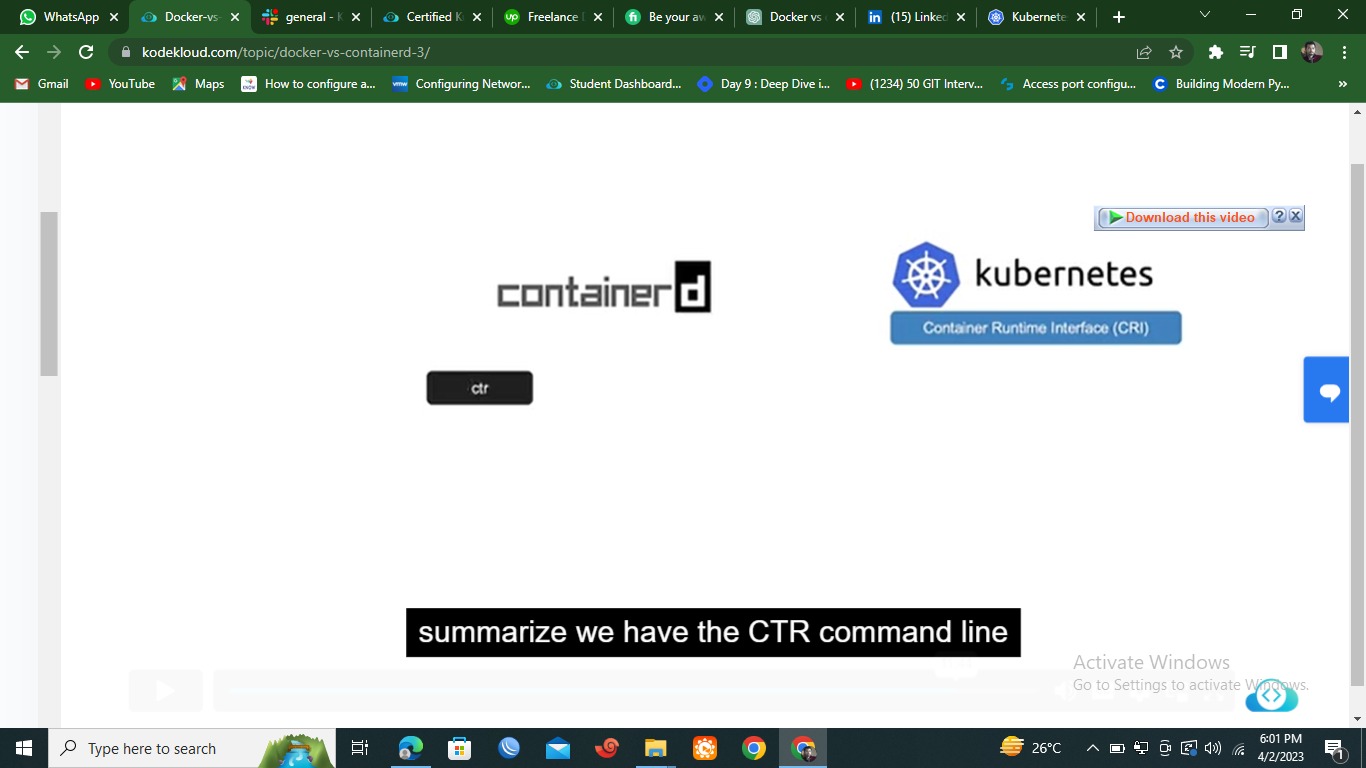 WhatsApp
Docker-vs-
general - K
Certified K
Freelance
Be your aw
Docker vs
(15) Linked
Kubernete
kodekloud.com/topic/docker-vs-containerd-3/
Gmail
YouTube
Maps
How to configure a...
Configuring Networ...
Student Dashboard...
Day 9 : Deep Dive i...
(1234) 50 GIT Interv...
Access port configu...
Building Modern Py...
»
Download this video
containerd
kubernetes
Container Runtime Interface (CRI)
ctr
summarize we have the CTR command line
Activate Windows
Go to Settings to activate Windows.
Type here to search
26°C
6:01 PM
4/2/2023
1